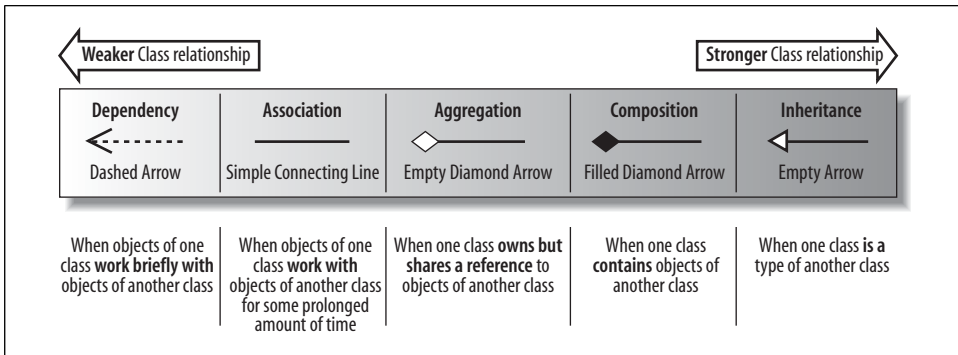 Weaker Class relationship
Stronger Class relationship
Dependency
Dashed Arrow
Association
Simple Connecting Line
Aggregation
Empty Diamond Arrow
Composition
Filled Diamond Arrow
Inheritance
Empty Arrow
When objects of one
class work briefly with
objects of another class
When objects of one
class work with
objects of another class
for some prolonged
amount of time
When one class owns but
shares a reference to
objects of another class
When one class
contains objects of
another class
When one class is a
type of another class